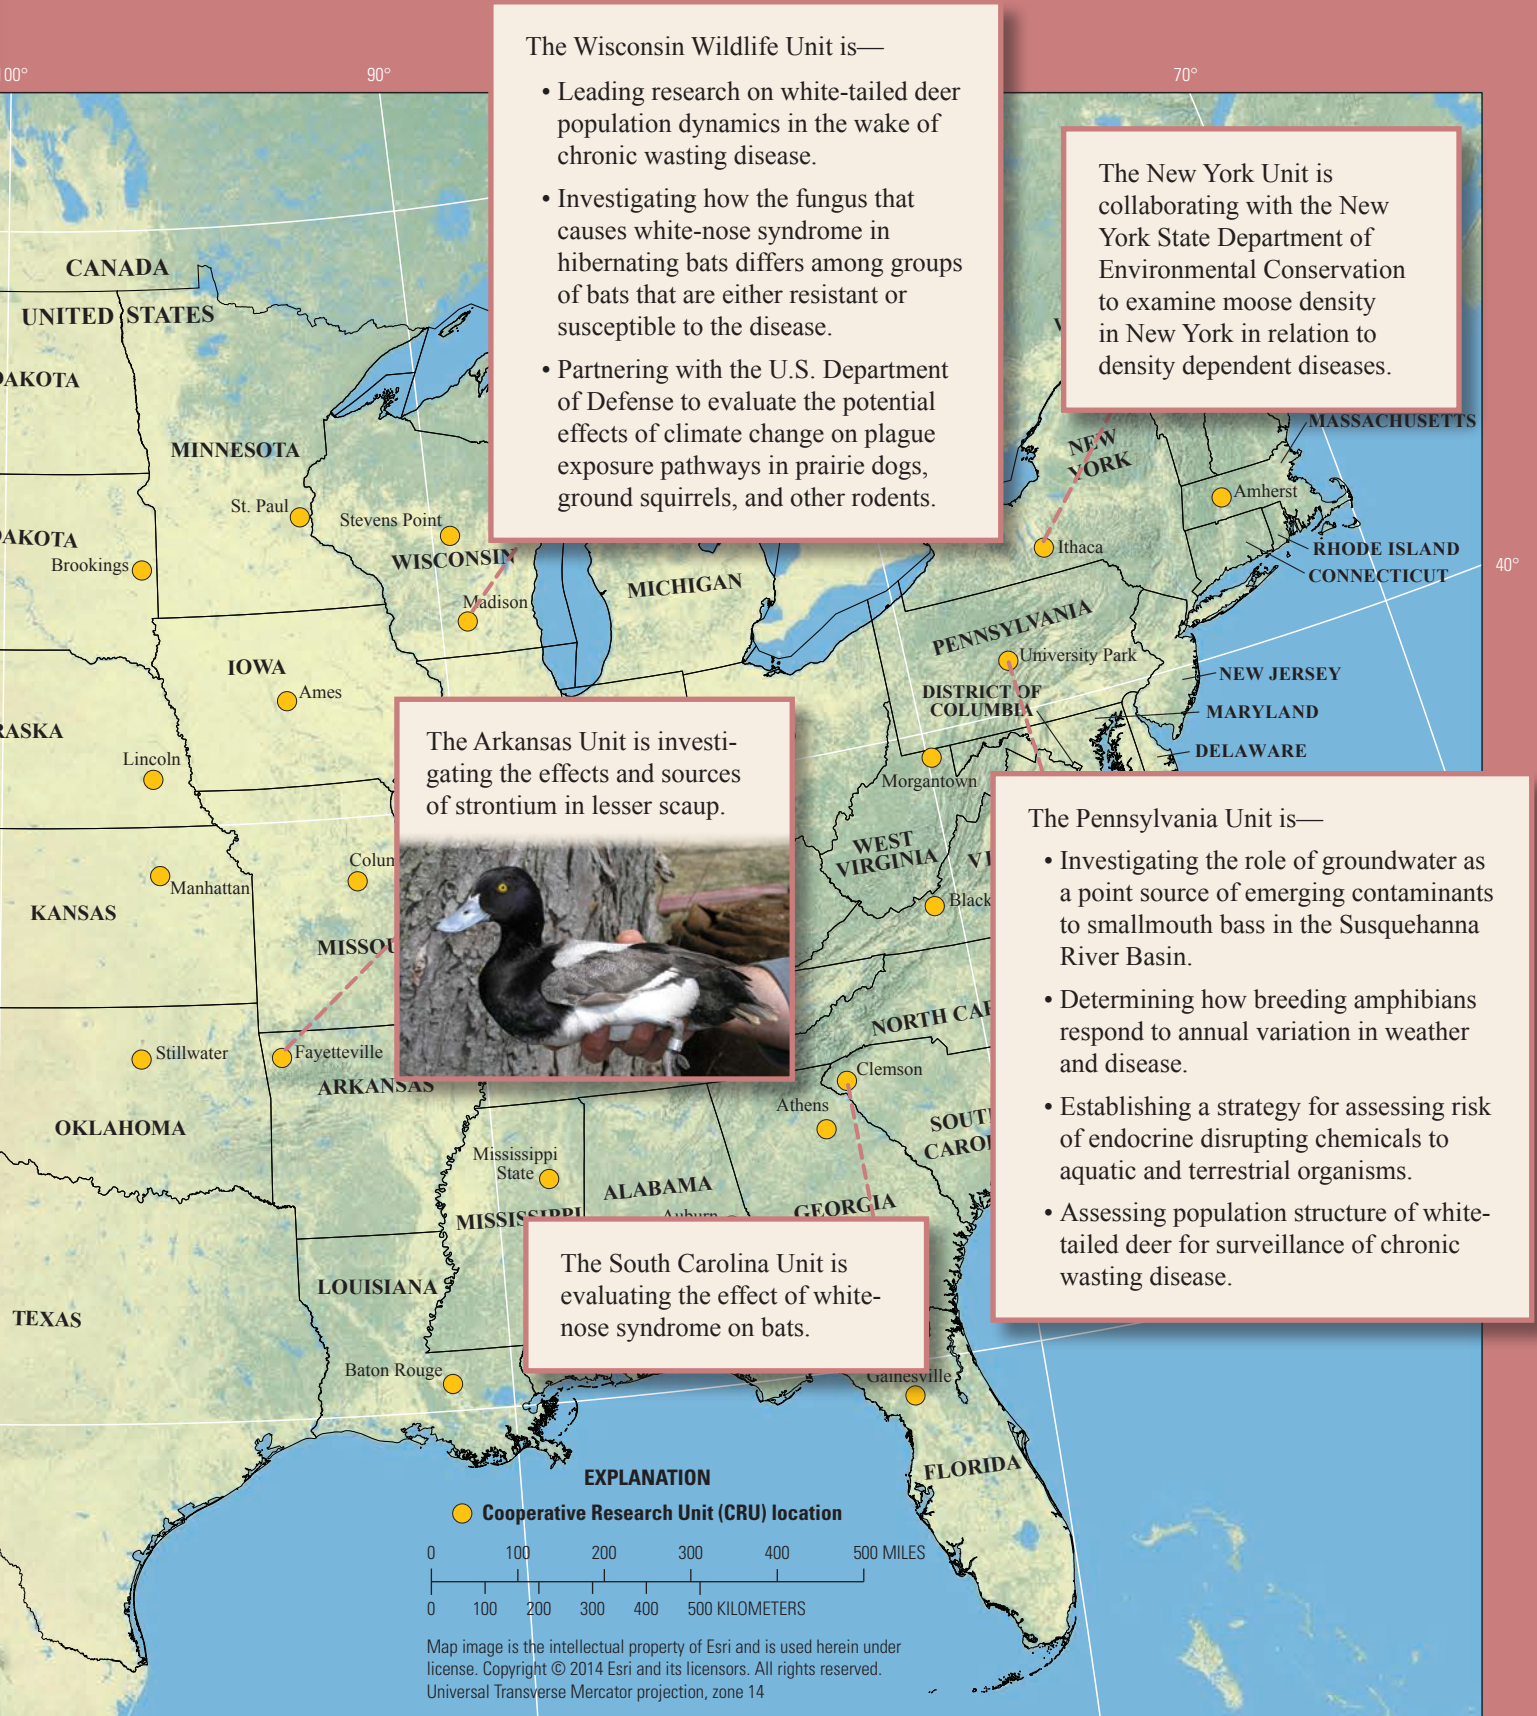 The Wisconsin Wildlife Unit is—
• Leading research on white-tailed deer
population dynamics in the wake of
chronic wasting disease.
• Investigating how the fungus that
causes white-nose syndrome in
hibernating bats differs among groups
of bats that are either resistant or
susceptible to the disease.
• Partnering with the U.S. Department
of Defense to evaluate the potential
effects of climate change on plague
exposure pathways in prairie dogs,
ground squirrels, and other rodents.
00°
90°
70°
The New York Unit is
collaborating with the New
York State Department of
Environmental Conservation
to examine moose density
in New York in relation to
density dependent diseases.
CANADA
UNITED STATES
DAKOTA
MINNESOTA
MASSACHUSETTS
NEW
YORK
St. Paul
Stevens Point
Amherst
DAKOTA
Brookings
WISCONSIN
MICHIGAN
Ithaca
RHODE ISLAND
CONNECTICUT
40°
Madison
PENNSYLVANIA
University Park
IOWA
Ames
NEW JERSEY
DISTRICT OF
COLUMBIA
MARYLAND
RASKA
DELAWARE
Lincoln
Morgantown
The Arkansas Unit is investi-
gating the effects and sources
of strontium in lesser scaup.
The Pennsylvania Unit is—
• Investigating the role of groundwater as
a point source of emerging contaminants
to smallmouth bass in the Susquehanna
River Basin.
• Determining how breeding amphibians
respond to annual variation in weather
and disease.
• Establishing a strategy for assessing risk
of endocrine disrupting chemicals to
aquatic and terrestrial organisms.
• Assessing population structure of white-
tailed deer for surveillance of chronic
wasting disease.
WEST
VIRGINIA
Colum
Manhattan
KANSAS
Black
MISSOU
NORTH CAR
Stillwater
Fayetteville
ARKANSAS
Clemson
Athens
SOUT
CAROL
OKLAHOMA
Mississippi
State
ALABAMA
MISSISSIPPI
Auburn
GEORGIA
The South Carolina Unit is
evaluating the effect of white-
nose syndrome on bats.
LOUISIANA
TEXAS
Baton Rouge
Gainesville
FLORIDA
EXPLANATION
Cooperative Research Unit (CRU) location
0 100 200 300 400 500 MILES
0 100 200 300 400 500 KILOMETERS
Map image is the intellectual property of Esri and is used herein under
license. Copyright © 2014 Esri and its licensors. All rights reserved.
Universal Transverse Mercator projection, zone 14